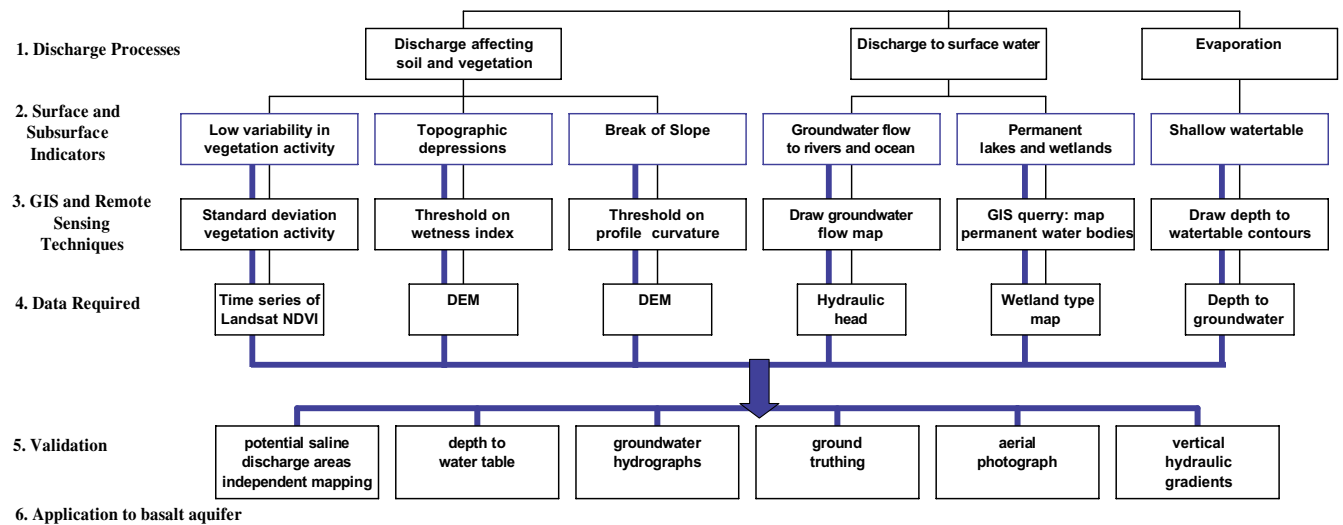 1. Discharge Processes
Discharge affecting
soil and vegetation
Discharge to surface water
Evaporation
2. Surface and
Subsurface
Indicators
Low variability in
vegetation activity
Topographic
depressions
Break of Slope
Groundwater flow
to rivers and ocean
Permanent
lakes and wetlands
Shallow watertable
3. GIS and Remote
Sensing
Techniques
Standard deviation
vegetation activity
Threshold on
wetness index
Threshold on
profile curvature
Draw groundwater
flow map
GIS querry: map
permanent water bodies
Draw depth to
watertable contours
4. Data Required
Time series of
Landsat NDVI
DEM
DEM
Hydraulic
head
Wetland type
map
Depth to
groundwater
5. Validation
potential saline
discharge areas
independent mapping
depth to
water table
groundwater
hydrographs
ground
truthing
aerial
photograph
vertical
hydraulic
gradients
6. Application to basalt aquifer